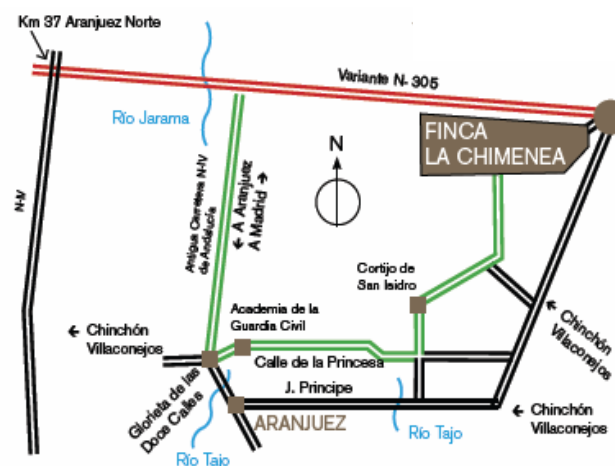 Km 37 Aranjuez Norte
Variante N- 305
Río Jarama
FINCA
LA CHIMENEA
N
N-IV
Antigua Carretera N-IV
de Andalucía
← A Aranjuez
A Madrid →
Cortijo de
San Isidro
Academia de la
Guardia Civil
← Chinchón
Villaconejos
← Chinchón
Villaconejos
Calle de la Princesa
Glorieta de las
Doce Calles
J. Principe
ARANJUEZ
← Chinchón
Villaconejos
Río Tajo
Río Tajo